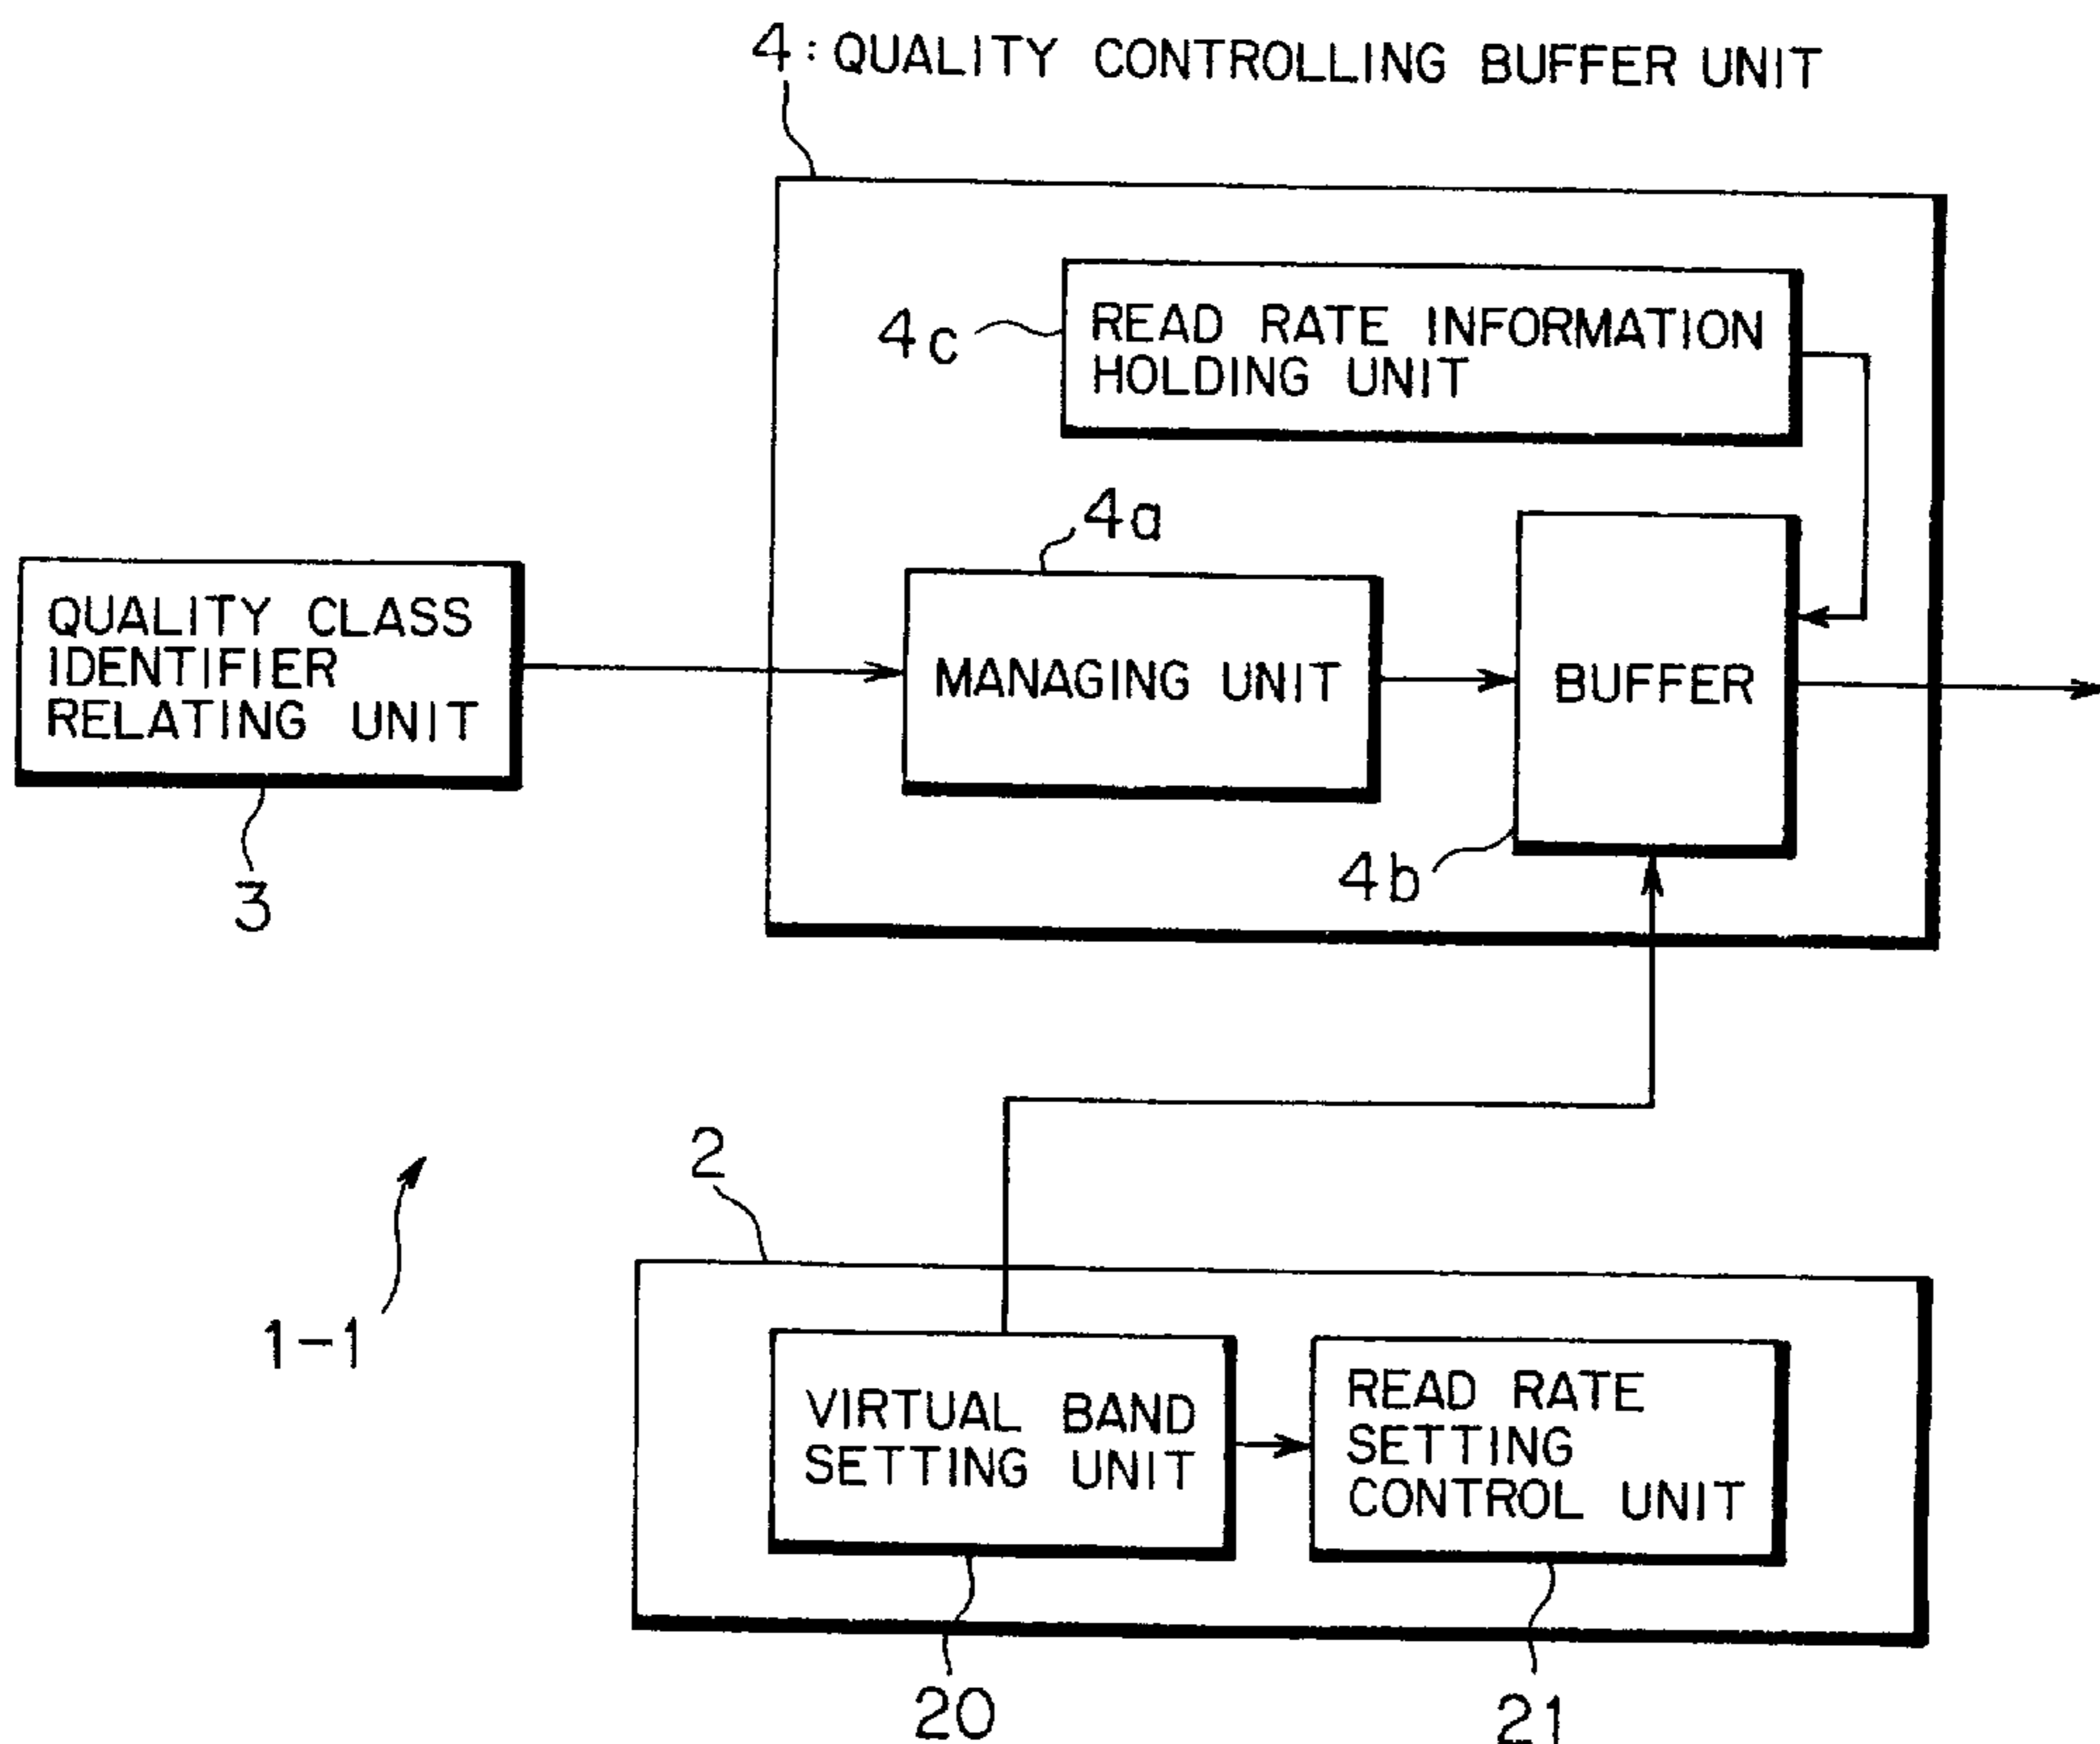 4: QUALITY CONTROLLING BUFFER UNIT
4c
READ RATE INFORMATION
HOLDING UNIT
4a
QUALITY CLASS
IDENTIFIER
RELATING UNIT
MANAGING UNIT
BUFFER
4b
3
2
1-1
VIRTUAL BAND
SETTING UNIT
READ RATE
SETTING
CONTROL UNIT
20
21